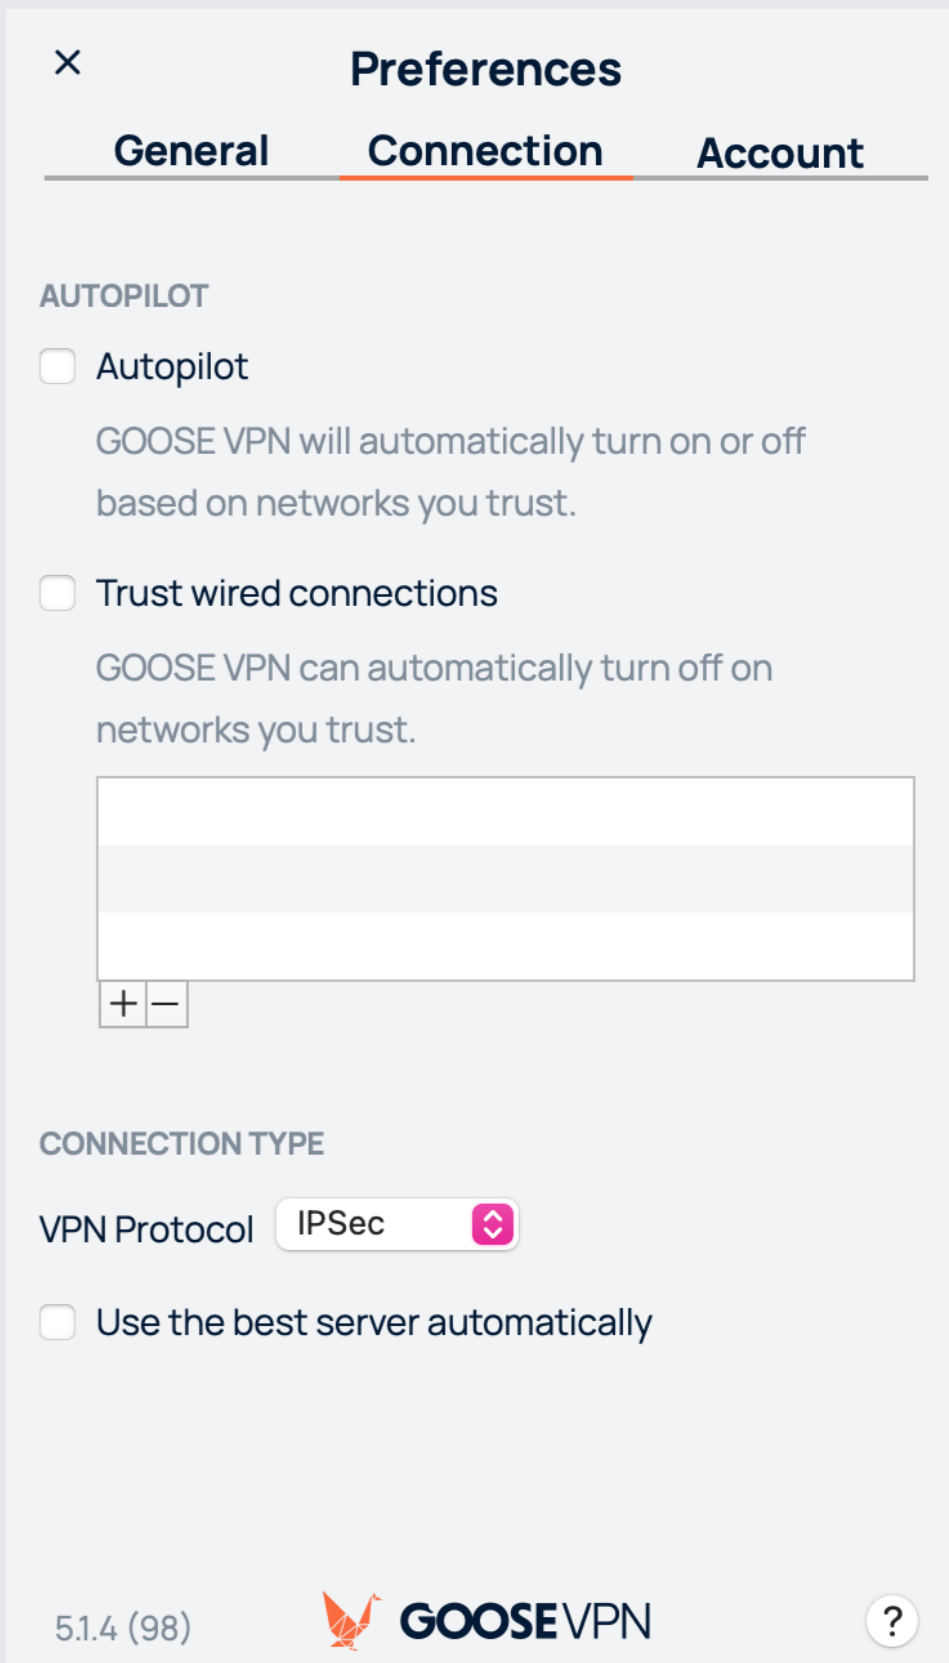 Preferences
General Connection Account
AUTOPILOT
Autopilot
GOOSE VPN will automatically turn on or off
based on networks you trust.
Trust wired connections
GOOSE VPN can automatically turn off on
networks you trust.
+ −
CONNECTION TYPE
VPN Protocol IPSec
Use the best server automatically
5.1.4 (98) GOOSEVPN ?